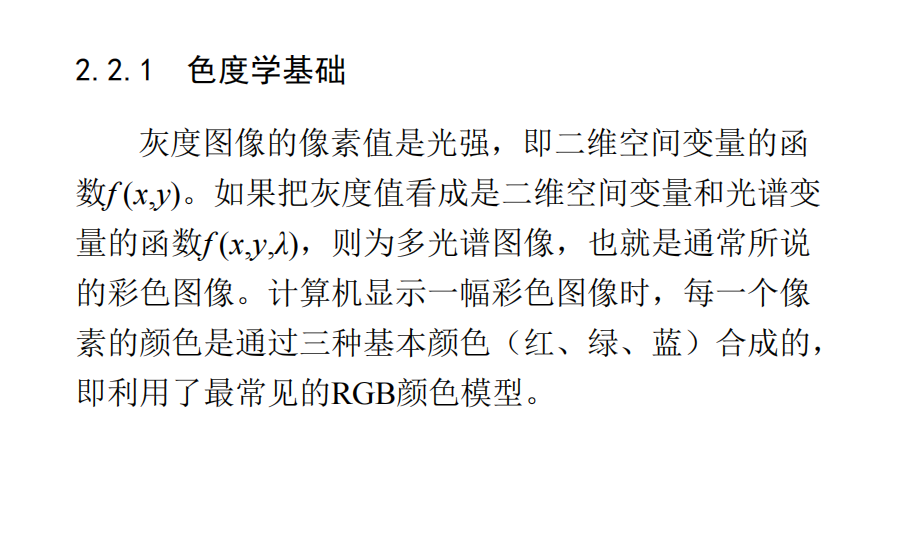 2.2.1 色度学基础
灰度图像的像素值是光强，即二维空间变量的函
数f (x,y)。如果把灰度值看成是二维空间变量和光谱变
量的函数f (x,y,λ)，则为多光谱图像，也就是通常所说
的彩色图像。计算机显示一幅彩色图像时，每一个像
素的颜色是通过三种基本颜色（红、绿、蓝）合成的，
即利用了最常见的RGB颜色模型。